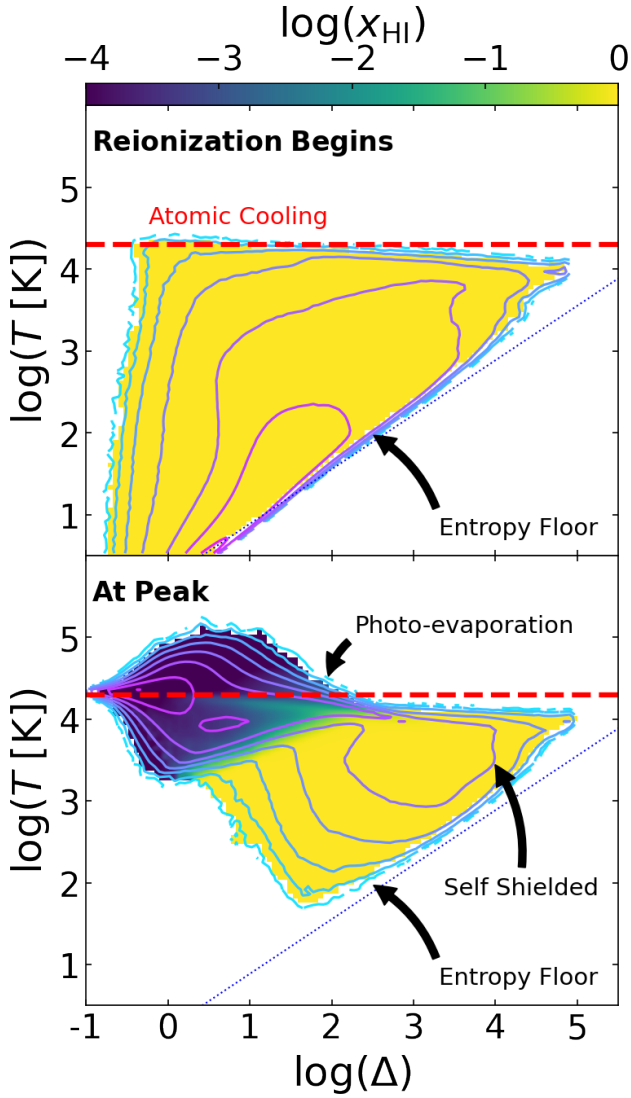 log(x_HI)
−4 −3 −2 −1 0
Reionization Begins
5
Atomic Cooling
4
3
2
1
log(T [K])
Entropy Floor
At Peak
Photo-evaporation
5
4
3
2
1
log(T [K])
Self Shielded
Entropy Floor
-1 0 1 2 3 4 5
log(Δ)